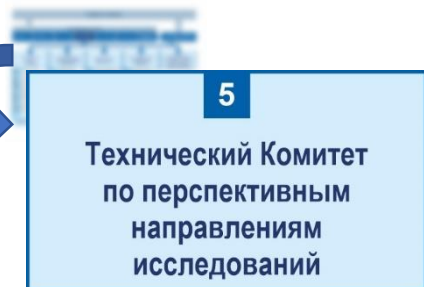 5
Технический Комитет
по перспективным
направлениям
исследований